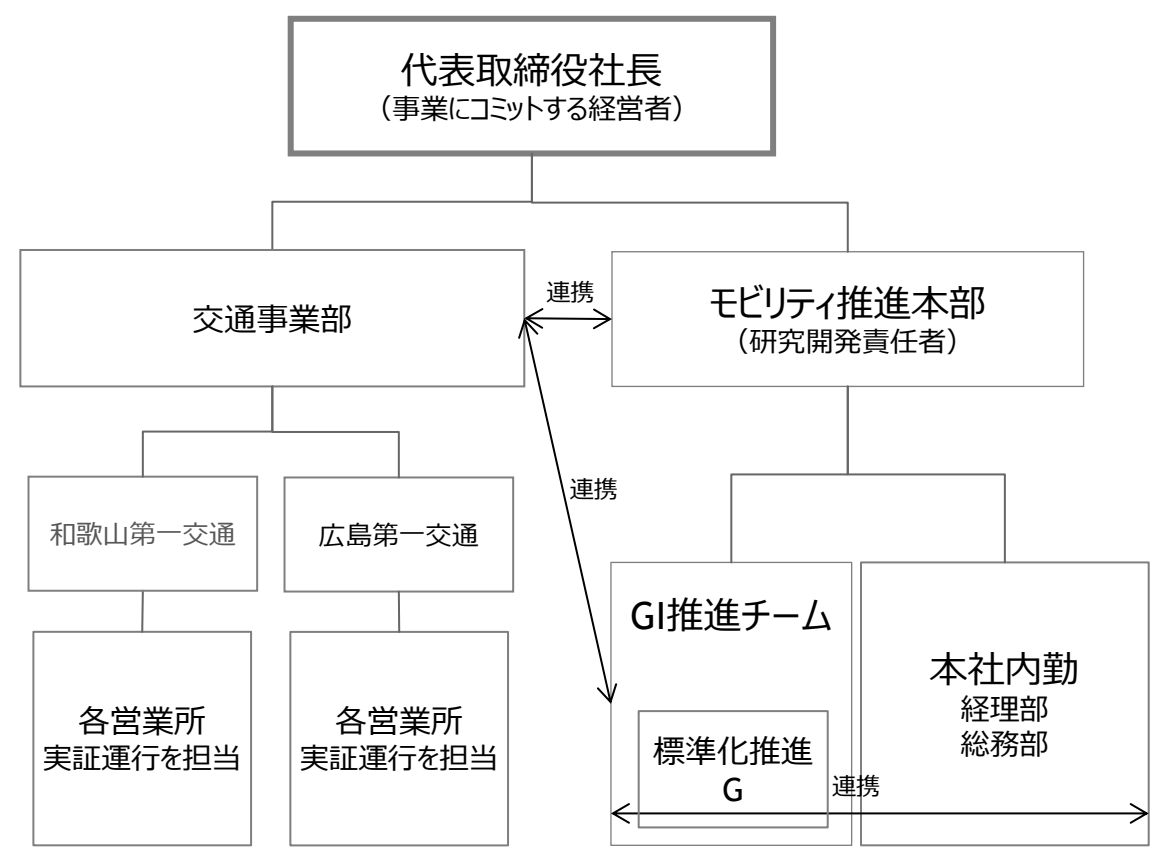 代表取締役社長
（事業にコミットする経営者）
交通事業部
連携
モビリティ推進本部
（研究開発責任者）
連携
和歌山第一交通
広島第一交通
各営業所
実証運行を担当
各営業所
実証運行を担当
GI推進チーム
標準化推進
G
本社内勤
経理部
総務部
連携